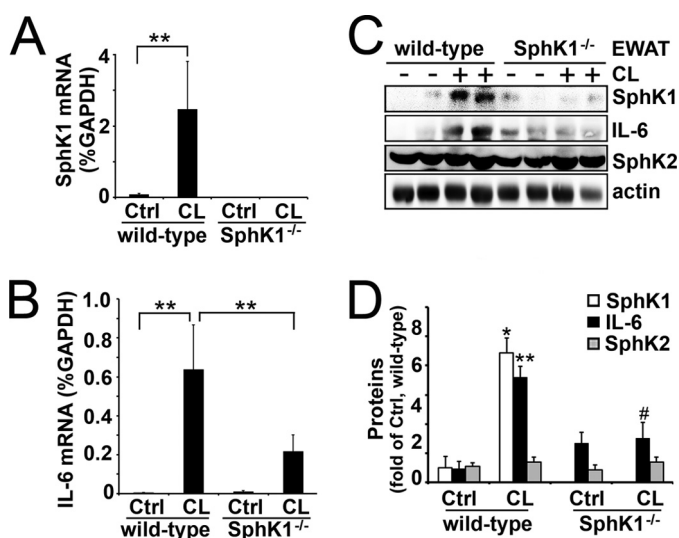 A
SphK1 mRNA
(%GAPDH)
**
4
2
0
Ctrl CL Ctrl CL
wild-type SphK1-/-
B
IL-6 mRNA (%GAPDH)
** **
1.0
0.8
0.6
0.4
0.2
0
Ctrl CL Ctrl CL
wild-type SphK1-/-
C
wild-type SphK1-/- EWAT
- - + + - - + + CL
SphK1
IL-6
SphK2
actin
D
Proteins
(fold of Ctrl, wild-type)
SphK1
IL-6
SphK2
8
6
2
0
* ** #
Ctrl CL Ctrl CL
wild-type SphK1-/-